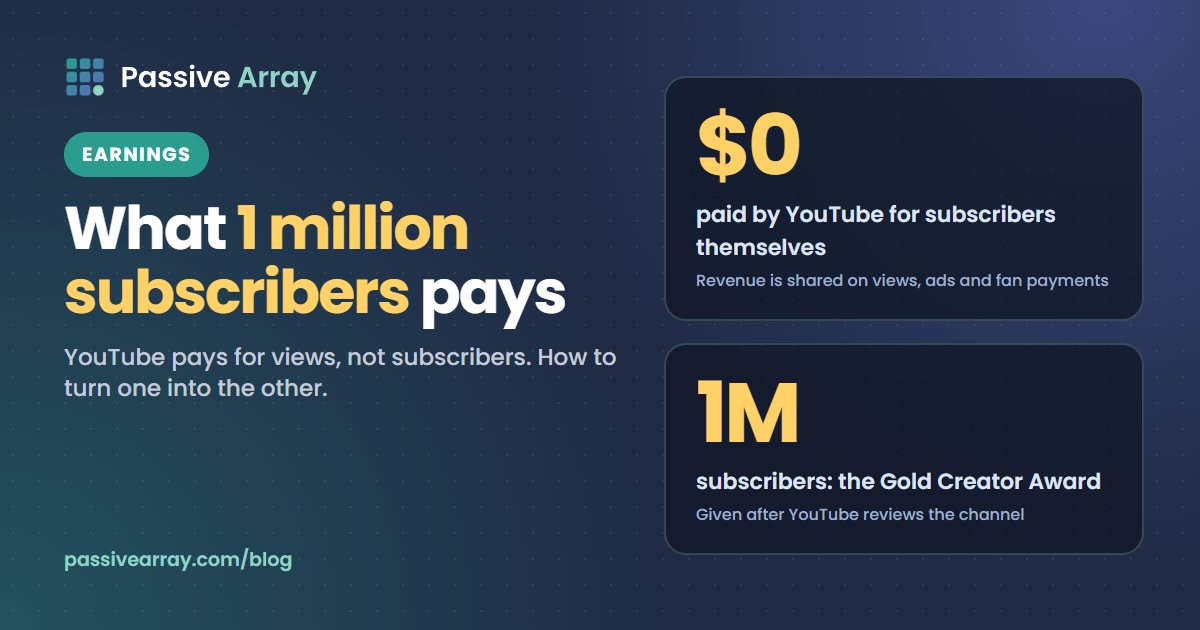 Passive Array
EARNINGS
What 1 million
subscribers pays
YouTube pays for views, not subscribers. How to
turn one into the other.
passivearray.com/blog
$0
paid by YouTube for subscribers
themselves
Revenue is shared on views, ads and fan payments
1M
subscribers: the Gold Creator Award
Given after YouTube reviews the channel